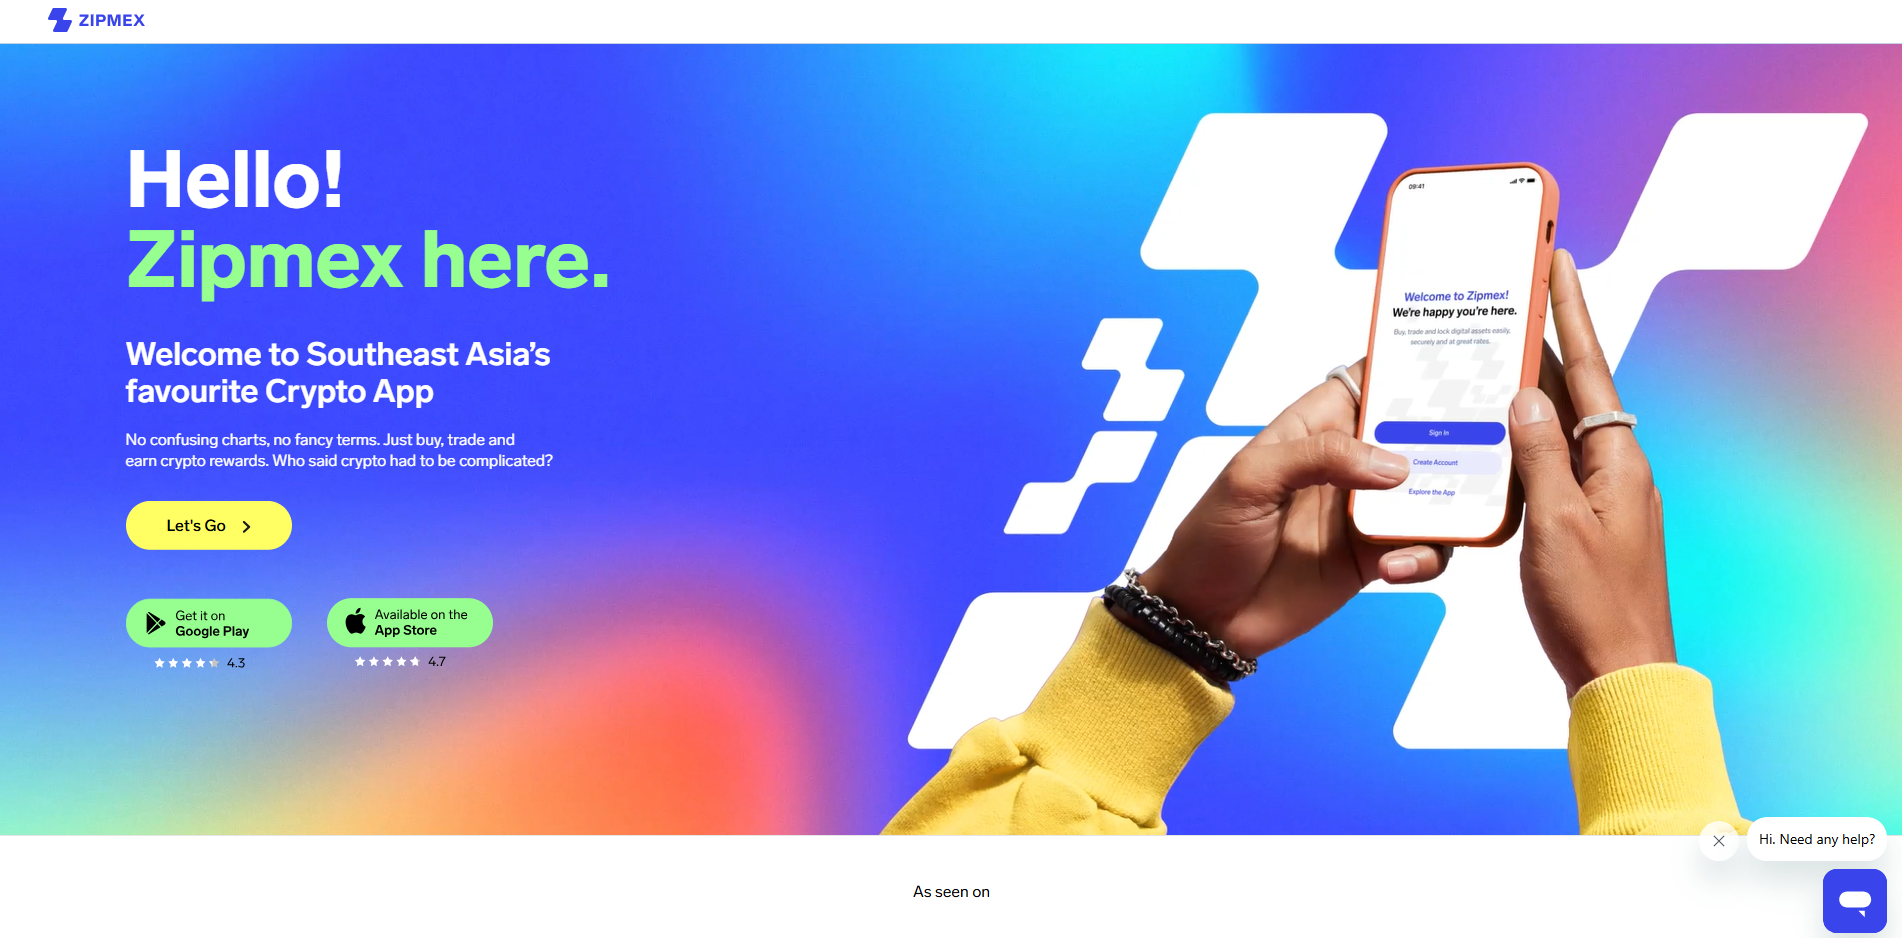 ZIPMEX
Hello!
Zipmex here.
Welcome to Southeast Asia's
favourite Crypto App
No confusing charts, no fancy terms. Just buy, trade and
earn crypto rewards. Who said crypto had to be complicated?
Let's Go
Get it on
Google Play
4.3
Available on the
App Store
4.7
09:41
Welcome to Zipmex!
We're happy you're here.
Buy, trade and lock digital assets easily,
securely and at great rates.
Sign In
Create Account
Explore the App
Hi. Need any help?
As seen on